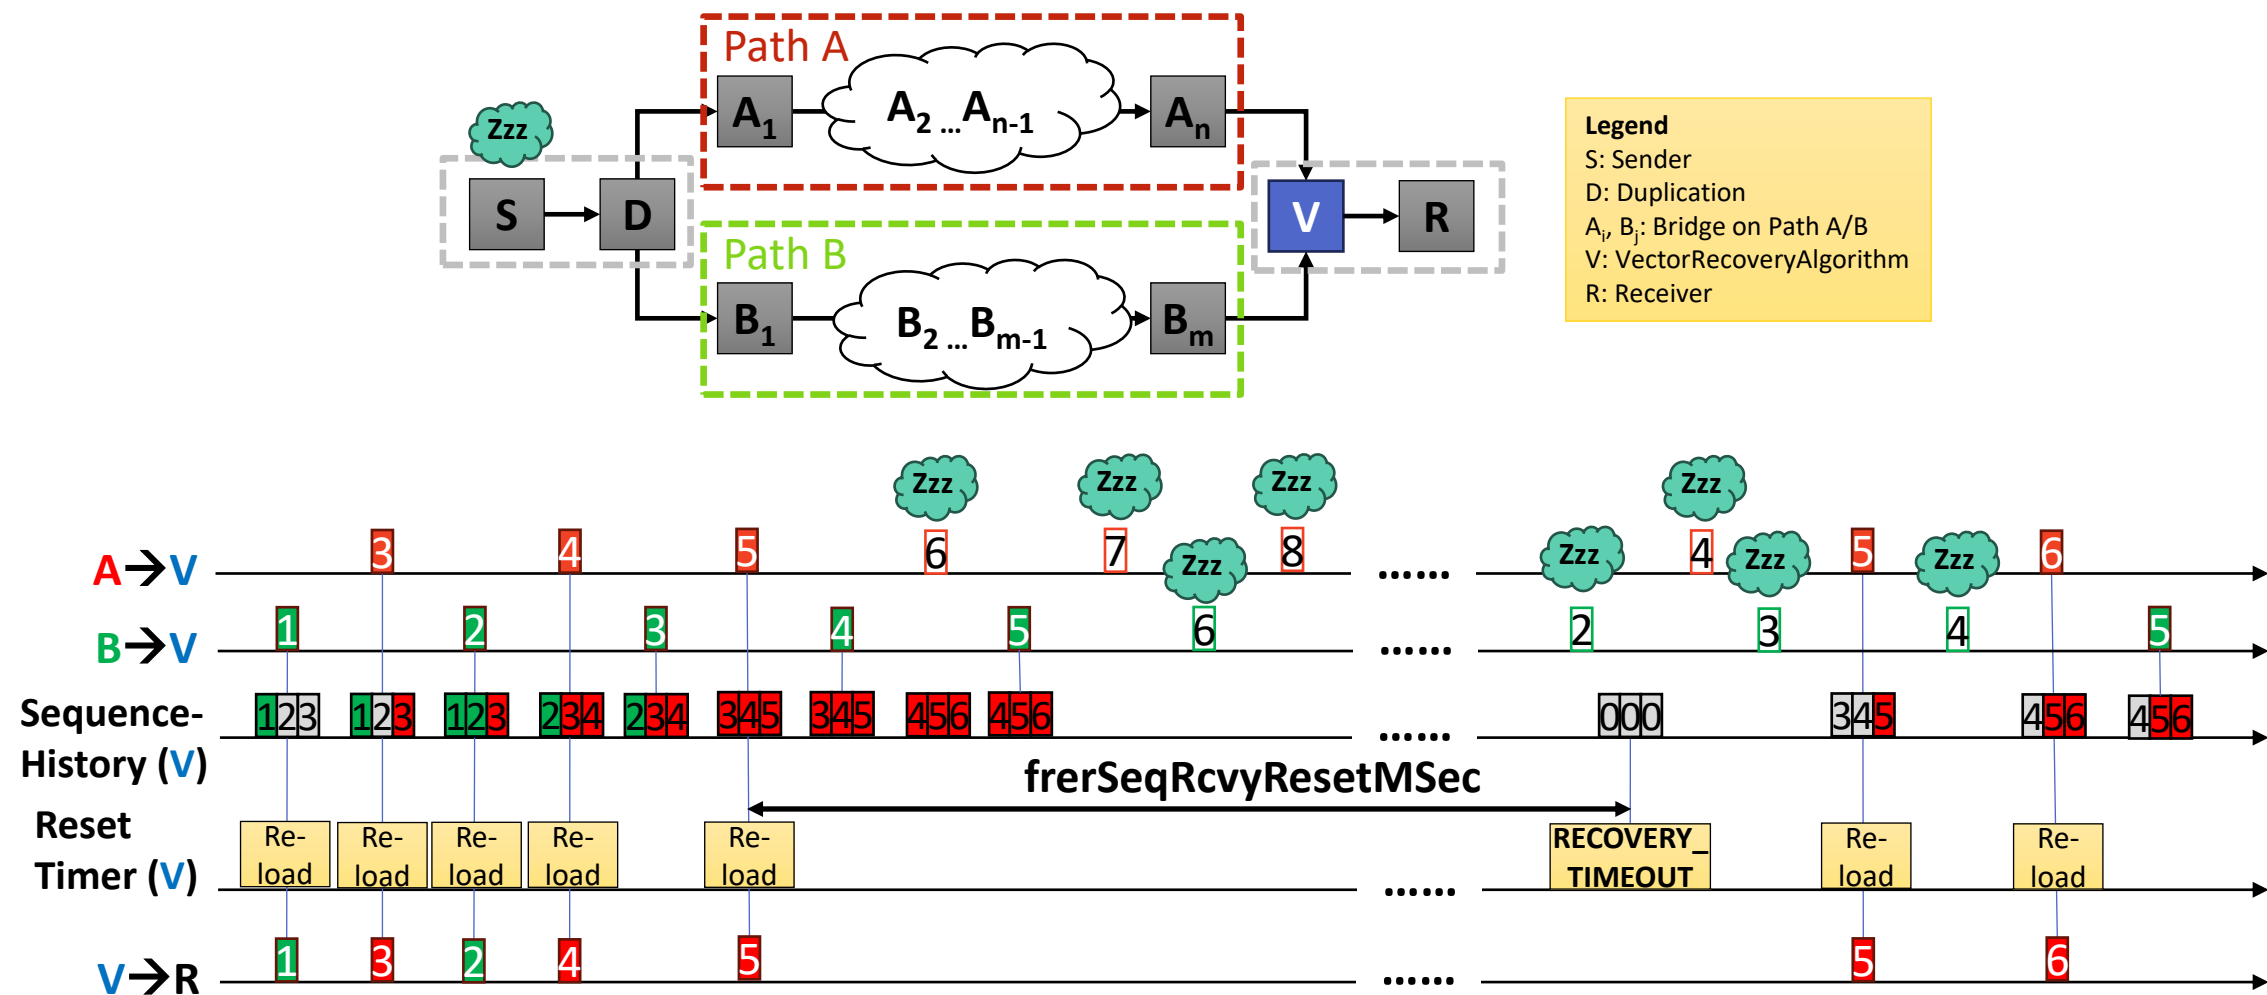 Path A
A1
A2 ...An-1
An
Zzz
S
D
Path B
B1
B2 ...Bm-1
Bm
V
R
Legend
S: Sender
D: Duplication
Ai, Bj: Bridge on Path A/B
V: VectorRecoveryAlgorithm
R: Receiver
Zzz Zzz Zzz Zzz
A→V 3 4 5 6 7 8 ...... 4 5 6
Zzz Zzz Zzz Zzz
B→V 1 2 3 4 5 6 ...... 2 3 4 5
Sequence-
History (V)
123 123 123 234 234 345 345 456 456 ...... 000 345 456 456
frerSeqRcvyResetMSec
Reset
Timer (V)
Re-
load
Re-
load
Re-
load
Re-
load
Re-
load
......
RECOVERY_
TIMEOUT
Re-
load
Re-
load
V→R 1 3 2 4 5 ...... 5 6